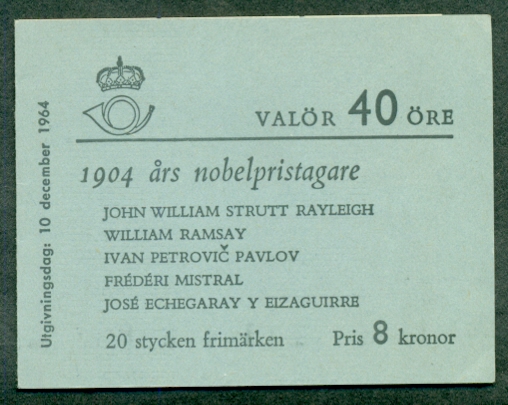 VALÖR 40 ÖRE
1904 års nobelpristagare
JOHN WILLIAM STRUTT RAYLEIGH
WILLIAM RAMSAY
IVAN PETROVIČ PAVLOV
FRÉDÉRI MISTRAL
JOSÉ ECHEGARAY Y EIZAGUIRRE
20 stycken frimärken Pris 8 kronor
Utgivningsdag: 10 december 1964